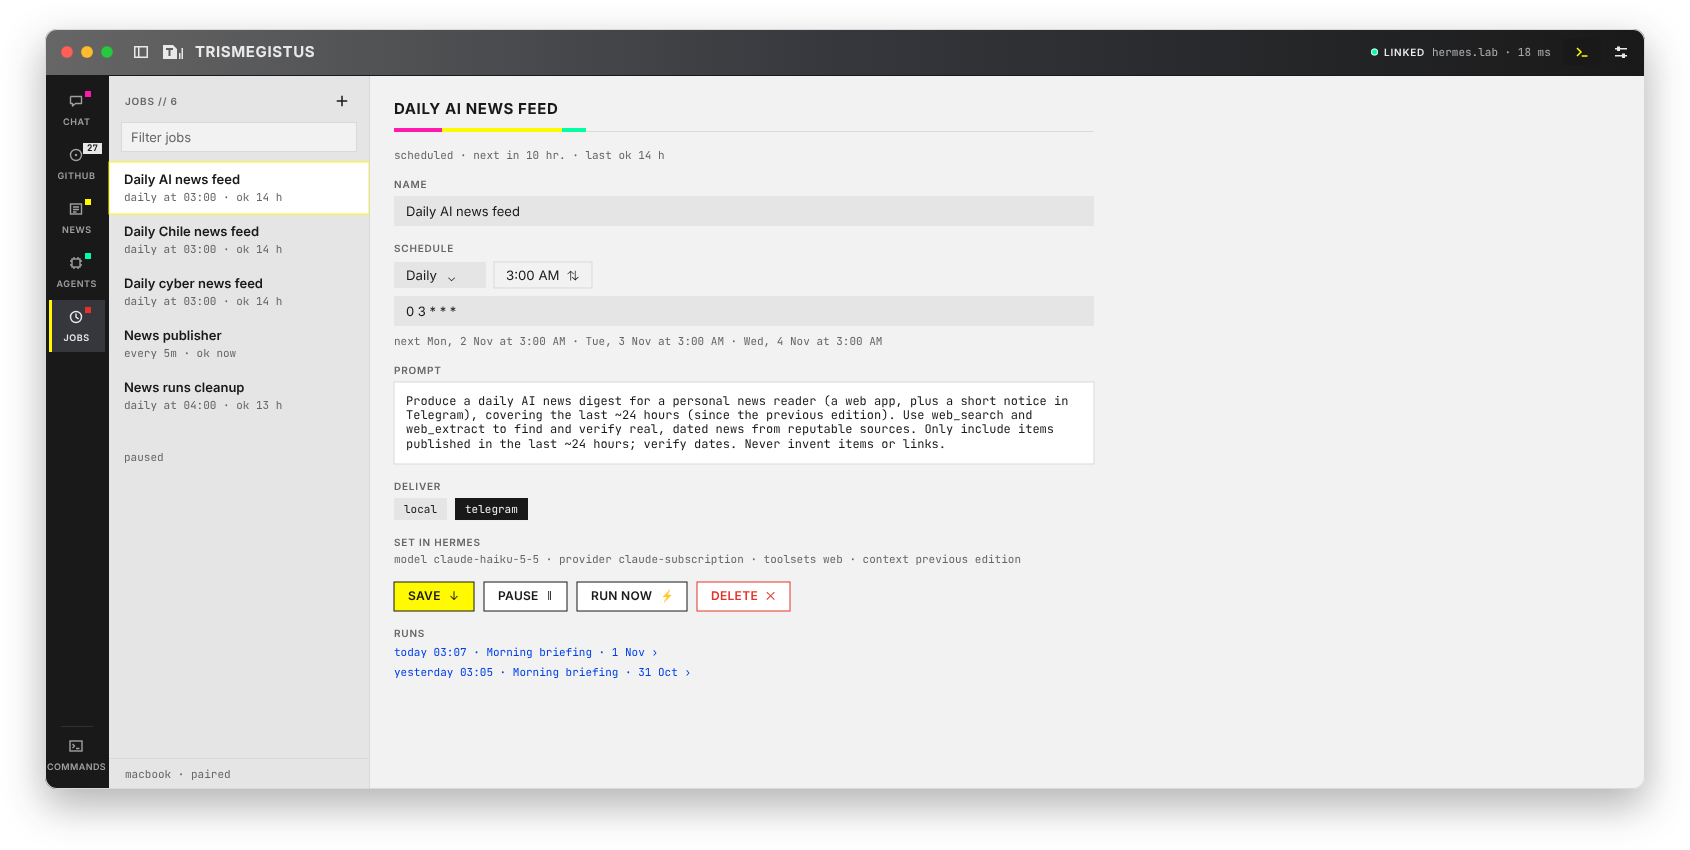 TRISMEGISTUS
LINKED hermes.lab · 18 ms
CHAT
27
GITHUB
NEWS
AGENTS
JOBS
COMMANDS
JOBS // 6
Filter jobs
Daily AI news feed
daily at 03:00 · ok 14 h
Daily Chile news feed
daily at 03:00 · ok 14 h
Daily cyber news feed
daily at 03:00 · ok 14 h
News publisher
every 5m · ok now
News runs cleanup
daily at 04:00 · ok 13 h
paused
macbook · paired
DAILY AI NEWS FEED
scheduled · next in 10 hr. · last ok 14 h
NAME
Daily AI news feed
SCHEDULE
Daily 3:00 AM
0 3 * * *
next Mon, 2 Nov at 3:00 AM · Tue, 3 Nov at 3:00 AM · Wed, 4 Nov at 3:00 AM
PROMPT
Produce a daily AI news digest for a personal news reader (a web app, plus a short notice in
Telegram), covering the last ~24 hours (since the previous edition). Use web_search and
web_extract to find and verify real, dated news from reputable sources. Only include items
published in the last ~24 hours; verify dates. Never invent items or links.
DELIVER
local telegram
SET IN HERMES
model claude-haiku-5-5 · provider claude-subscription · toolsets web · context previous edition
SAVE ↓ PAUSE RUN NOW ⚡ DELETE ×
RUNS
today 03:07 · Morning briefing · 1 Nov ›
yesterday 03:05 · Morning briefing · 31 Oct ›